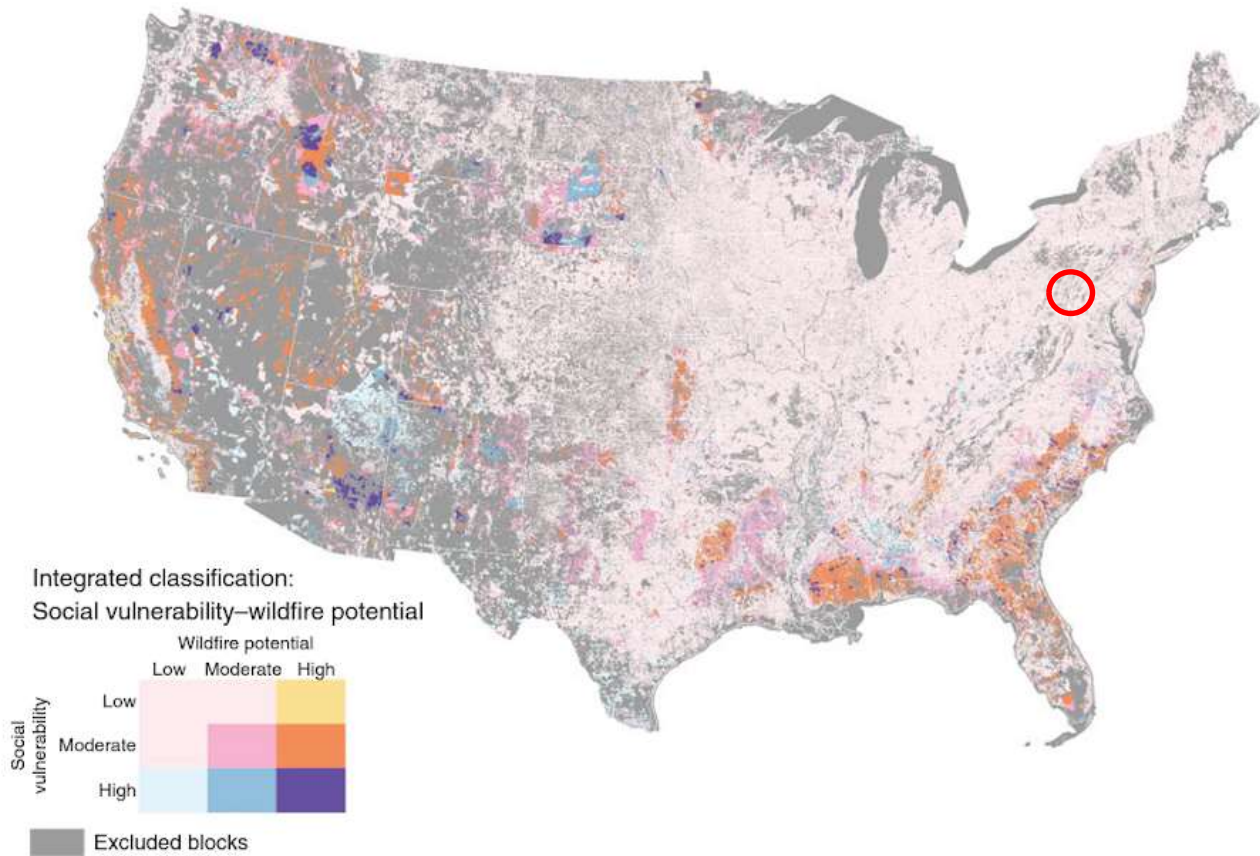 Integrated classification:
Social vulnerability–wildfire potential
Wildfire potential
Low Moderate High
Social
vulnerability
Low
Moderate
High
Excluded blocks